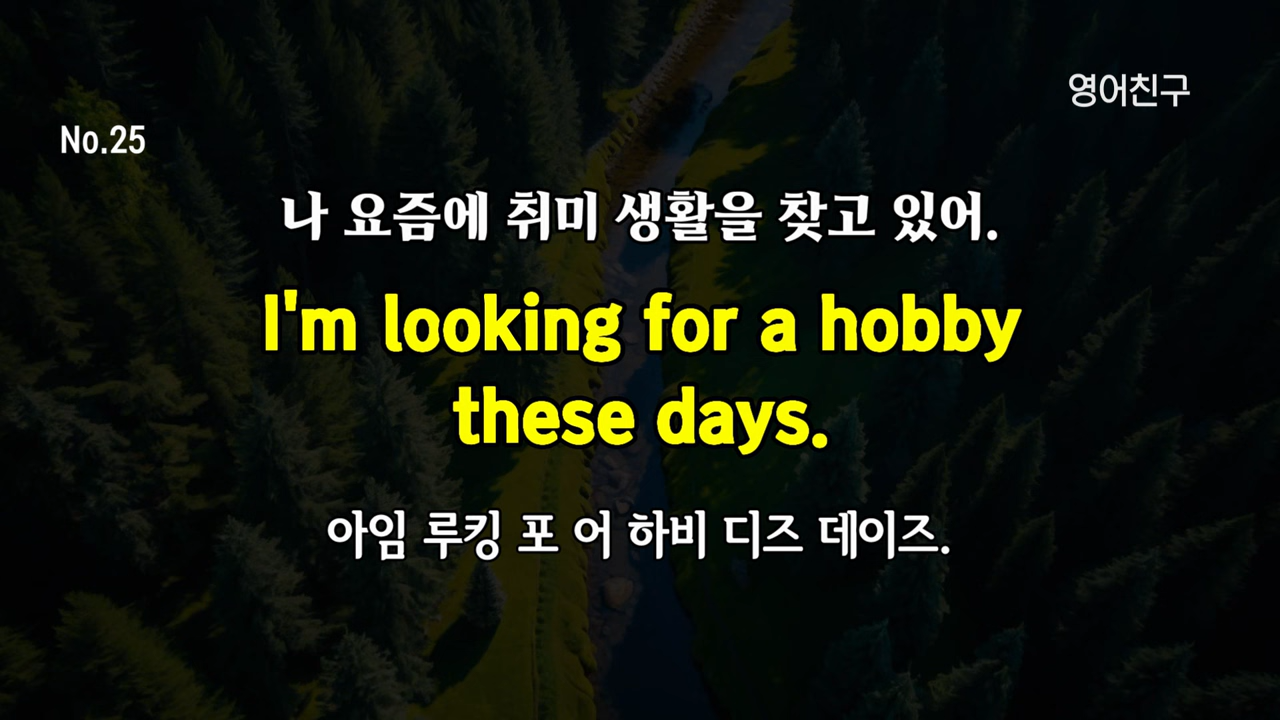 영어친구
No.25
나 요즘에 취미 생활을 찾고 있어.
I'm looking for a hobby
these days.
아임 루킹 포 어 하비 디즈 데이즈.